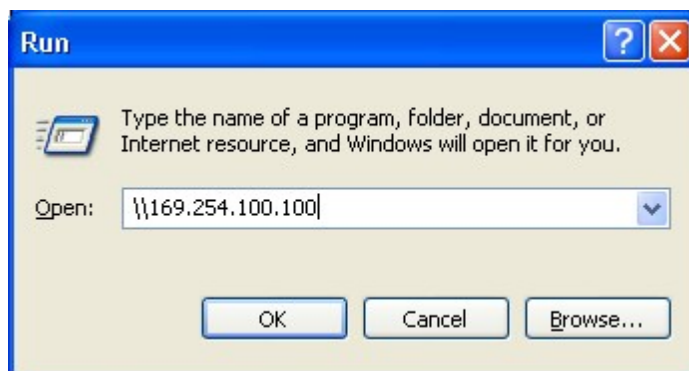 Run
Type the name of a program, folder, document, or
Internet resource, and Windows will open it for you.
Open: \\169.254.100.100
OK Cancel Browse...